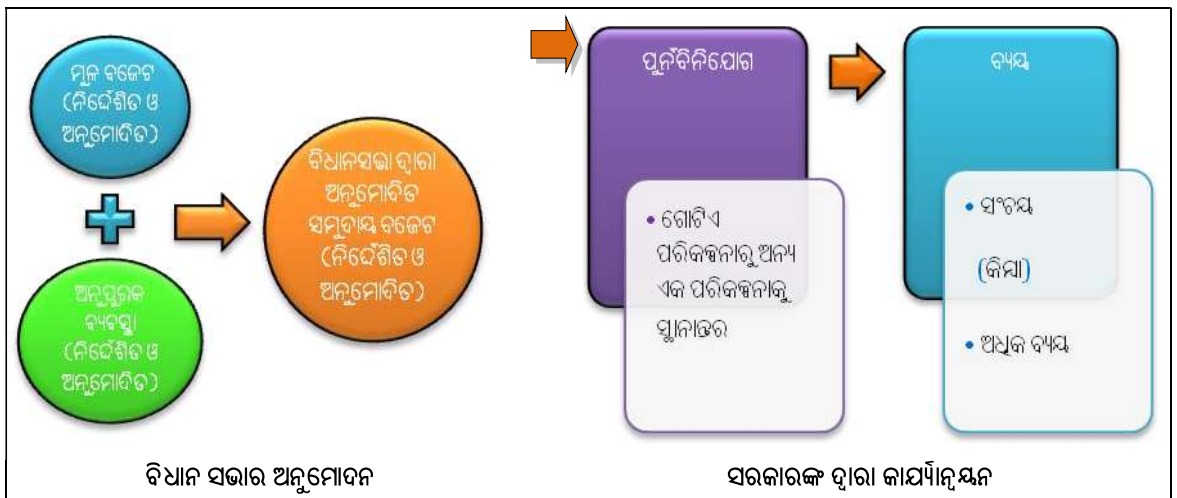 ମୂଳ ବଜେଟ
(ନିର୍ଦ୍ଦେଶିତ ଓ
ଅନୁମୋଦିତ)
ଅନୁପୂରକ
ବ୍ୟବସ୍ଥା
(ନିର୍ଦ୍ଦେଶିତ ଓ
ଅନୁମୋଦିତ)
ବିଧାନସଭା ଦ୍ୱାରା
ଅନୁମୋଦିତ
ସମୁଦାୟ ବଜେଟ
(ନିର୍ଦ୍ଦେଶିତ ଓ
ଅନୁମୋଦିତ)
ବିଧାନ ସଭାର ଅନୁମୋଦନ
ପୁର୍ନବିନିଯୋଗ
• ଗୋଟିଏ
ପରିକଳ୍ପନାରୁ ଅନ୍ୟ
ଏକ ପରିକଳ୍ପନାକୁ
ସ୍ଥାନାନ୍ତର
ବ୍ୟୟ
• ସଂଚୟ
(କିମ୍ବା)
• ଅଧିକ ବ୍ୟୟ
ସରକାରଙ୍କ ଦ୍ୱାରା କାର୍ଯ୍ୟାନ୍ୱୟନ